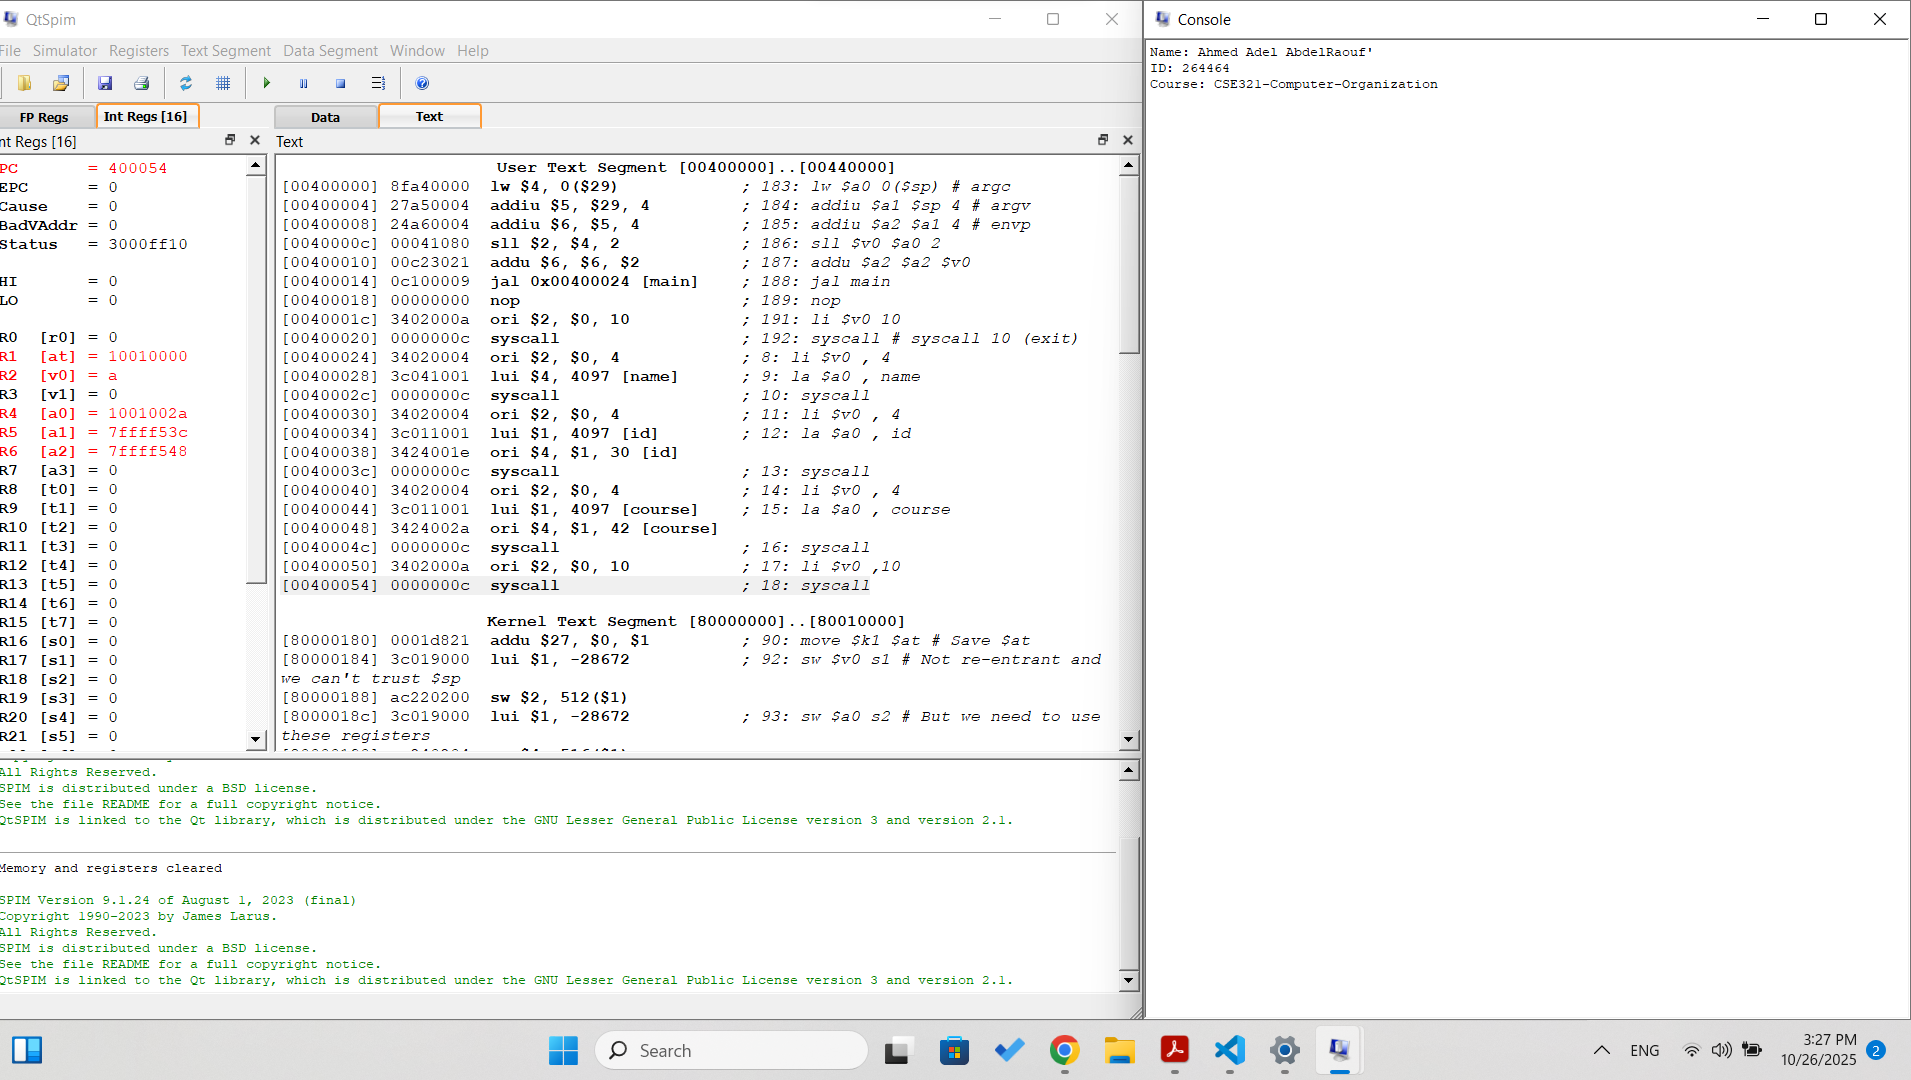 QtSpim
File Simulator Registers Text Segment Data Segment Window Help
FP Regs
Int Regs [16]
Data
Text
nt Regs [16]
PC = 400054
EPC = 0
Cause = 0
BadVAddr = 0
Status = 3000ff10
HI = 0
LO = 0
R0 [r0] = 0
R1 [at] = 10010000
R2 [v0] = a
R3 [v1] = 0
R4 [a0] = 1001002a
R5 [a1] = 7ffff53c
R6 [a2] = 7ffff548
R7 [a3] = 0
R8 [t0] = 0
R9 [t1] = 0
R10 [t2] = 0
R11 [t3] = 0
R12 [t4] = 0
R13 [t5] = 0
R14 [t6] = 0
R15 [t7] = 0
R16 [s0] = 0
R17 [s1] = 0
R18 [s2] = 0
R19 [s3] = 0
R20 [s4] = 0
R21 [s5] = 0
Text
User Text Segment [00400000]..[00440000]
[00400000] 8fa40000 lw $4, 0($29) ; 183: lw $a0 0($sp) # argc
[00400004] 27a50004 addiu $5, $29, 4 ; 184: addiu $a1 $sp 4 # argv
[00400008] 24a60004 addiu $6, $5, 4 ; 185: addiu $a2 $a1 4 # envp
[0040000c] 00041080 sll $2, $4, 2 ; 186: sll $v0 $a0 2
[00400010] 00c23021 addu $6, $6, $2 ; 187: addu $a2 $a2 $v0
[00400014] 0c100009 jal 0x00400024 [main] ; 188: jal main
[00400018] 00000000 nop ; 189: nop
[0040001c] 3402000a ori $2, $0, 10 ; 191: li $v0 10
[00400020] 0000000c syscall ; 192: syscall # syscall 10 (exit)
[00400024] 34020004 ori $2, $0, 4 ; 8: li $v0 , 4
[00400028] 3c041001 lui $4, 4097 [name] ; 9: la $a0 , name
[0040002c] 0000000c syscall ; 10: syscall
[00400030] 34020004 ori $2, $0, 4 ; 11: li $v0 , 4
[00400034] 3c011001 lui $1, 4097 [id] ; 12: la $a0 , id
[00400038] 3424001e ori $4, $1, 30 [id]
[0040003c] 0000000c syscall ; 13: syscall
[00400040] 34020004 ori $2, $0, 4 ; 14: li $v0 , 4
[00400044] 3c011001 lui $1, 4097 [course] ; 15: la $a0 , course
[00400048] 3424002a ori $4, $1, 42 [course]
[0040004c] 0000000c syscall ; 16: syscall
[00400050] 3402000a ori $2, $0, 10 ; 17: li $v0 ,10
[00400054] 0000000c syscall ; 18: syscall
Kernel Text Segment [80000000]..[80010000]
[80000180] 0001d821 addu $27, $0, $1 ; 90: move $k1 $at # Save $at
[80000184] 3c019000 lui $1, -28672 ; 92: sw $v0 s1 # Not re-entrant and
we can't trust $sp
[80000188] ac220200 sw $2, 512($1)
[8000018c] 3c019000 lui $1, -28672 ; 93: sw $a0 s2 # But we need to use
these registers
All Rights Reserved.
SPIM is distributed under a BSD license.
See the file README for a full copyright notice.
QtSPIM is linked to the Qt library, which is distributed under the GNU Lesser General Public License version 3 and version 2.1.
Memory and registers cleared
SPIM Version 9.1.24 of August 1, 2023 (final)
Copyright 1990-2023 by James Larus.
All Rights Reserved.
SPIM is distributed under a BSD license.
See the file README for a full copyright notice.
QtSPIM is linked to the Qt library, which is distributed under the GNU Lesser General Public License version 3 and version 2.1.
Console
Name: Ahmed Adel AbdelRaouf'
ID: 264464
Course: CSE321-Computer-Organization
Search
ENG
3:27 PM
10/26/2025
2